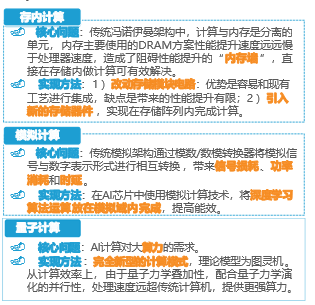 存内计算
核心问题：传统冯诺伊曼架构中，计算与内存是分离的
单元，内存主要使用的DRAM方案性能提升速度远远慢
于处理器速度，造成了阻碍性能提升的“内存墙”，直
接在存储内做计算可有效解决。
实现方法：1）改动存储模块电路：优势是容易和现有
工艺进行集成，缺点是带来的性能提升有限；2）引入
新的存储器件，实现在存储阵列内完成计算。
模拟计算
核心问题：传统模拟架构通过模数/数模转换器将模拟信
号与数字表示形式进行相互转换，带来信号损耗、功率
消耗和时延。
实现方法：在AI芯片中使用模拟计算技术，将深度学习
算法运算放在模拟域内完成，提高能效。
量子计算
核心问题：AI计算对大算力的需求。
实现方法：完全新型的计算模式，理论模型为图灵机。
从计算效率上，由于量子力学叠加性，配合量子力学演
化的并行性，处理速度远超传统计算机，提供更强算力。